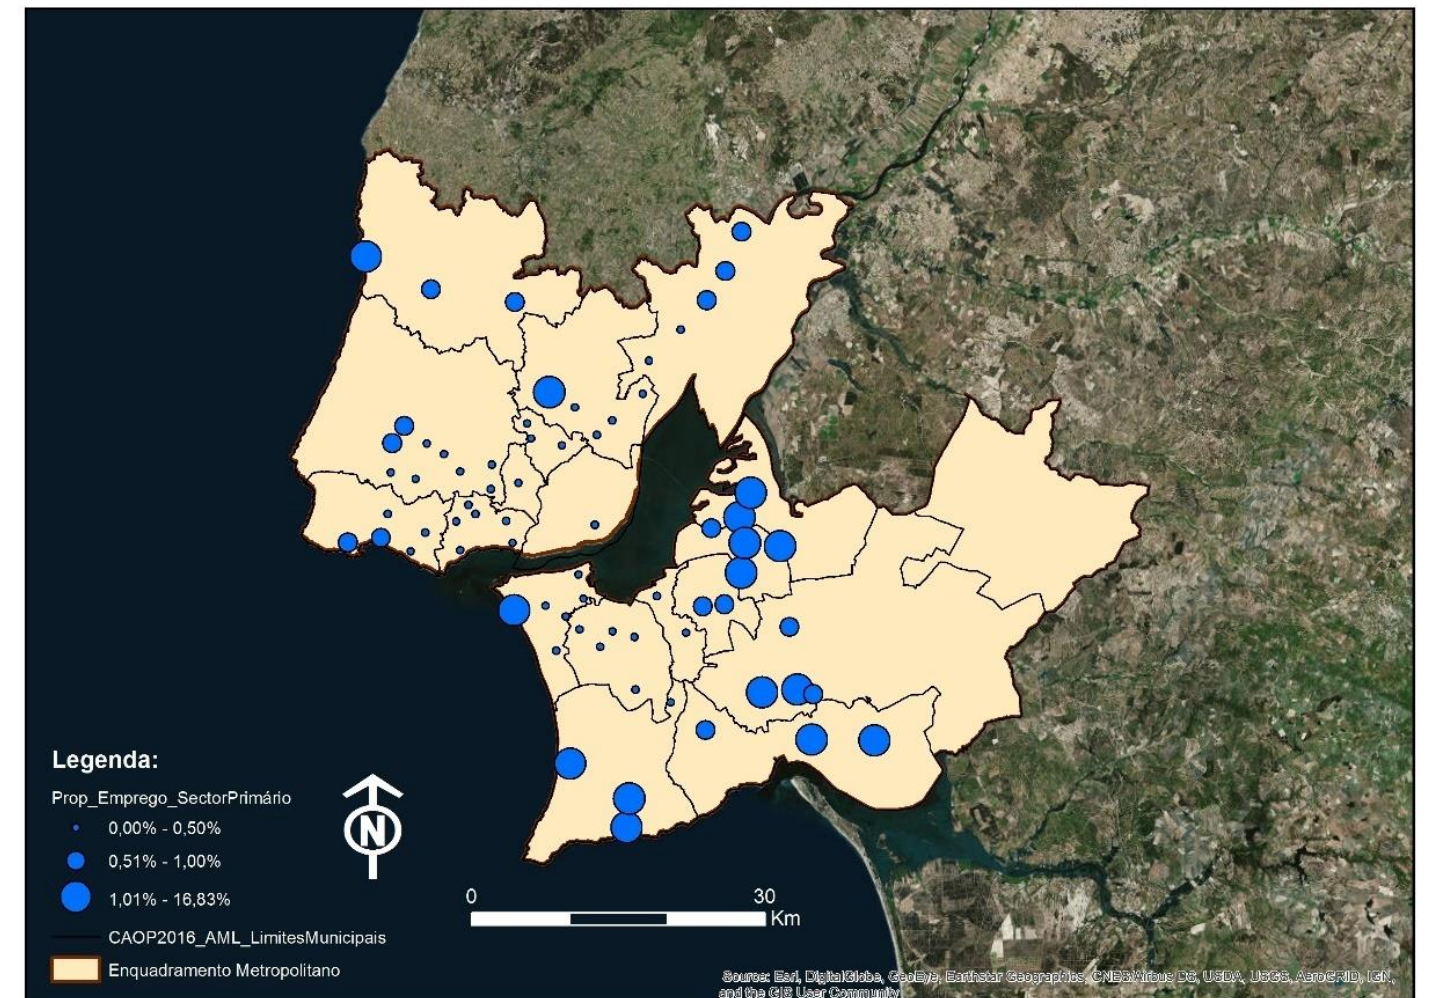 Legenda:
Prop_Emprego_SectorPrimário
0,00% - 0,50%
0,51% - 1,00%
1,01% - 16,83%
CAOP2016_AML_LimitesMunicipais
Enquadramento Metropolitano
N
0 30
Km
Source: Esri, DigitalGlobe, GeoEye, Earthstar Geographics, CNES/Airbus DS, USDA, USGS, AeroGRID, IGN,
and the GIS User Community